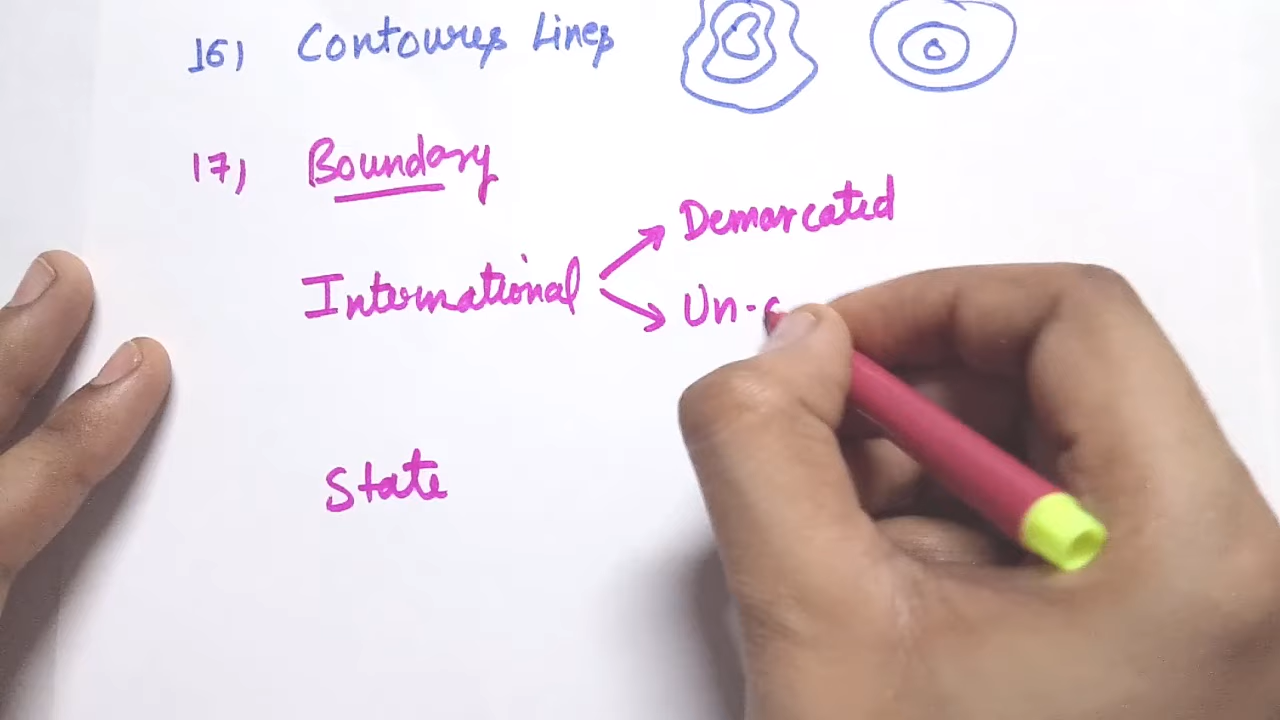 16) Contoures Lines
17) Boundary
International
Demarcated
Un-
State